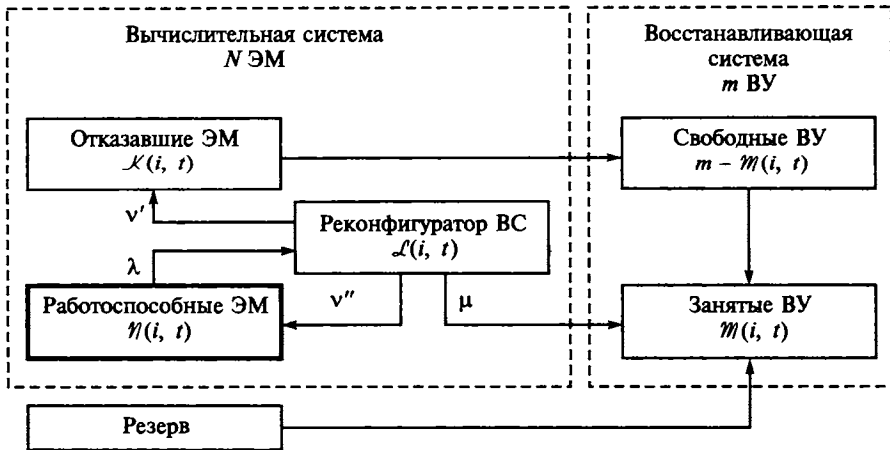 Вычислительная система
N ЭМ
Восстанавливающая
система
m ВУ
Отказавшие ЭМ
𝒦(i, t)
Свободные ВУ
m – ℳ(i, t)
ν′
Реконфигуратор ВС
ℒ(i, t)
λ
Работоспособные ЭМ
𝒩(i, t)
ν″
μ
Занятые ВУ
ℳ(i, t)
Резерв